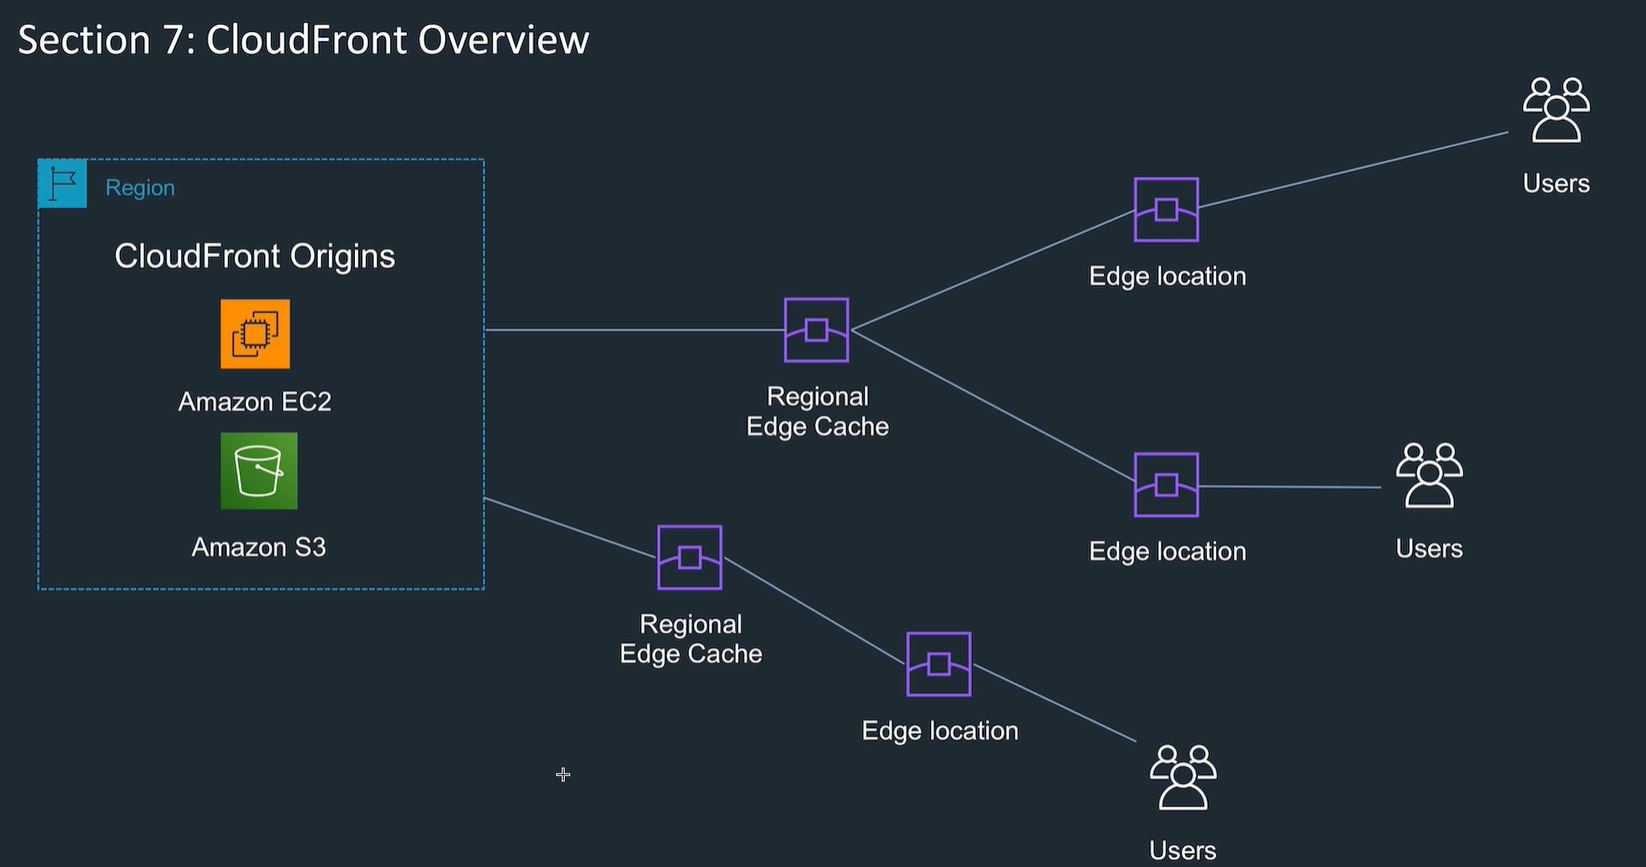 Section 7: CloudFront Overview
Region
CloudFront Origins
Amazon EC2
Amazon S3
Regional
Edge Cache
Regional
Edge Cache
Edge location
Edge location
Edge location
Users
Users
Users